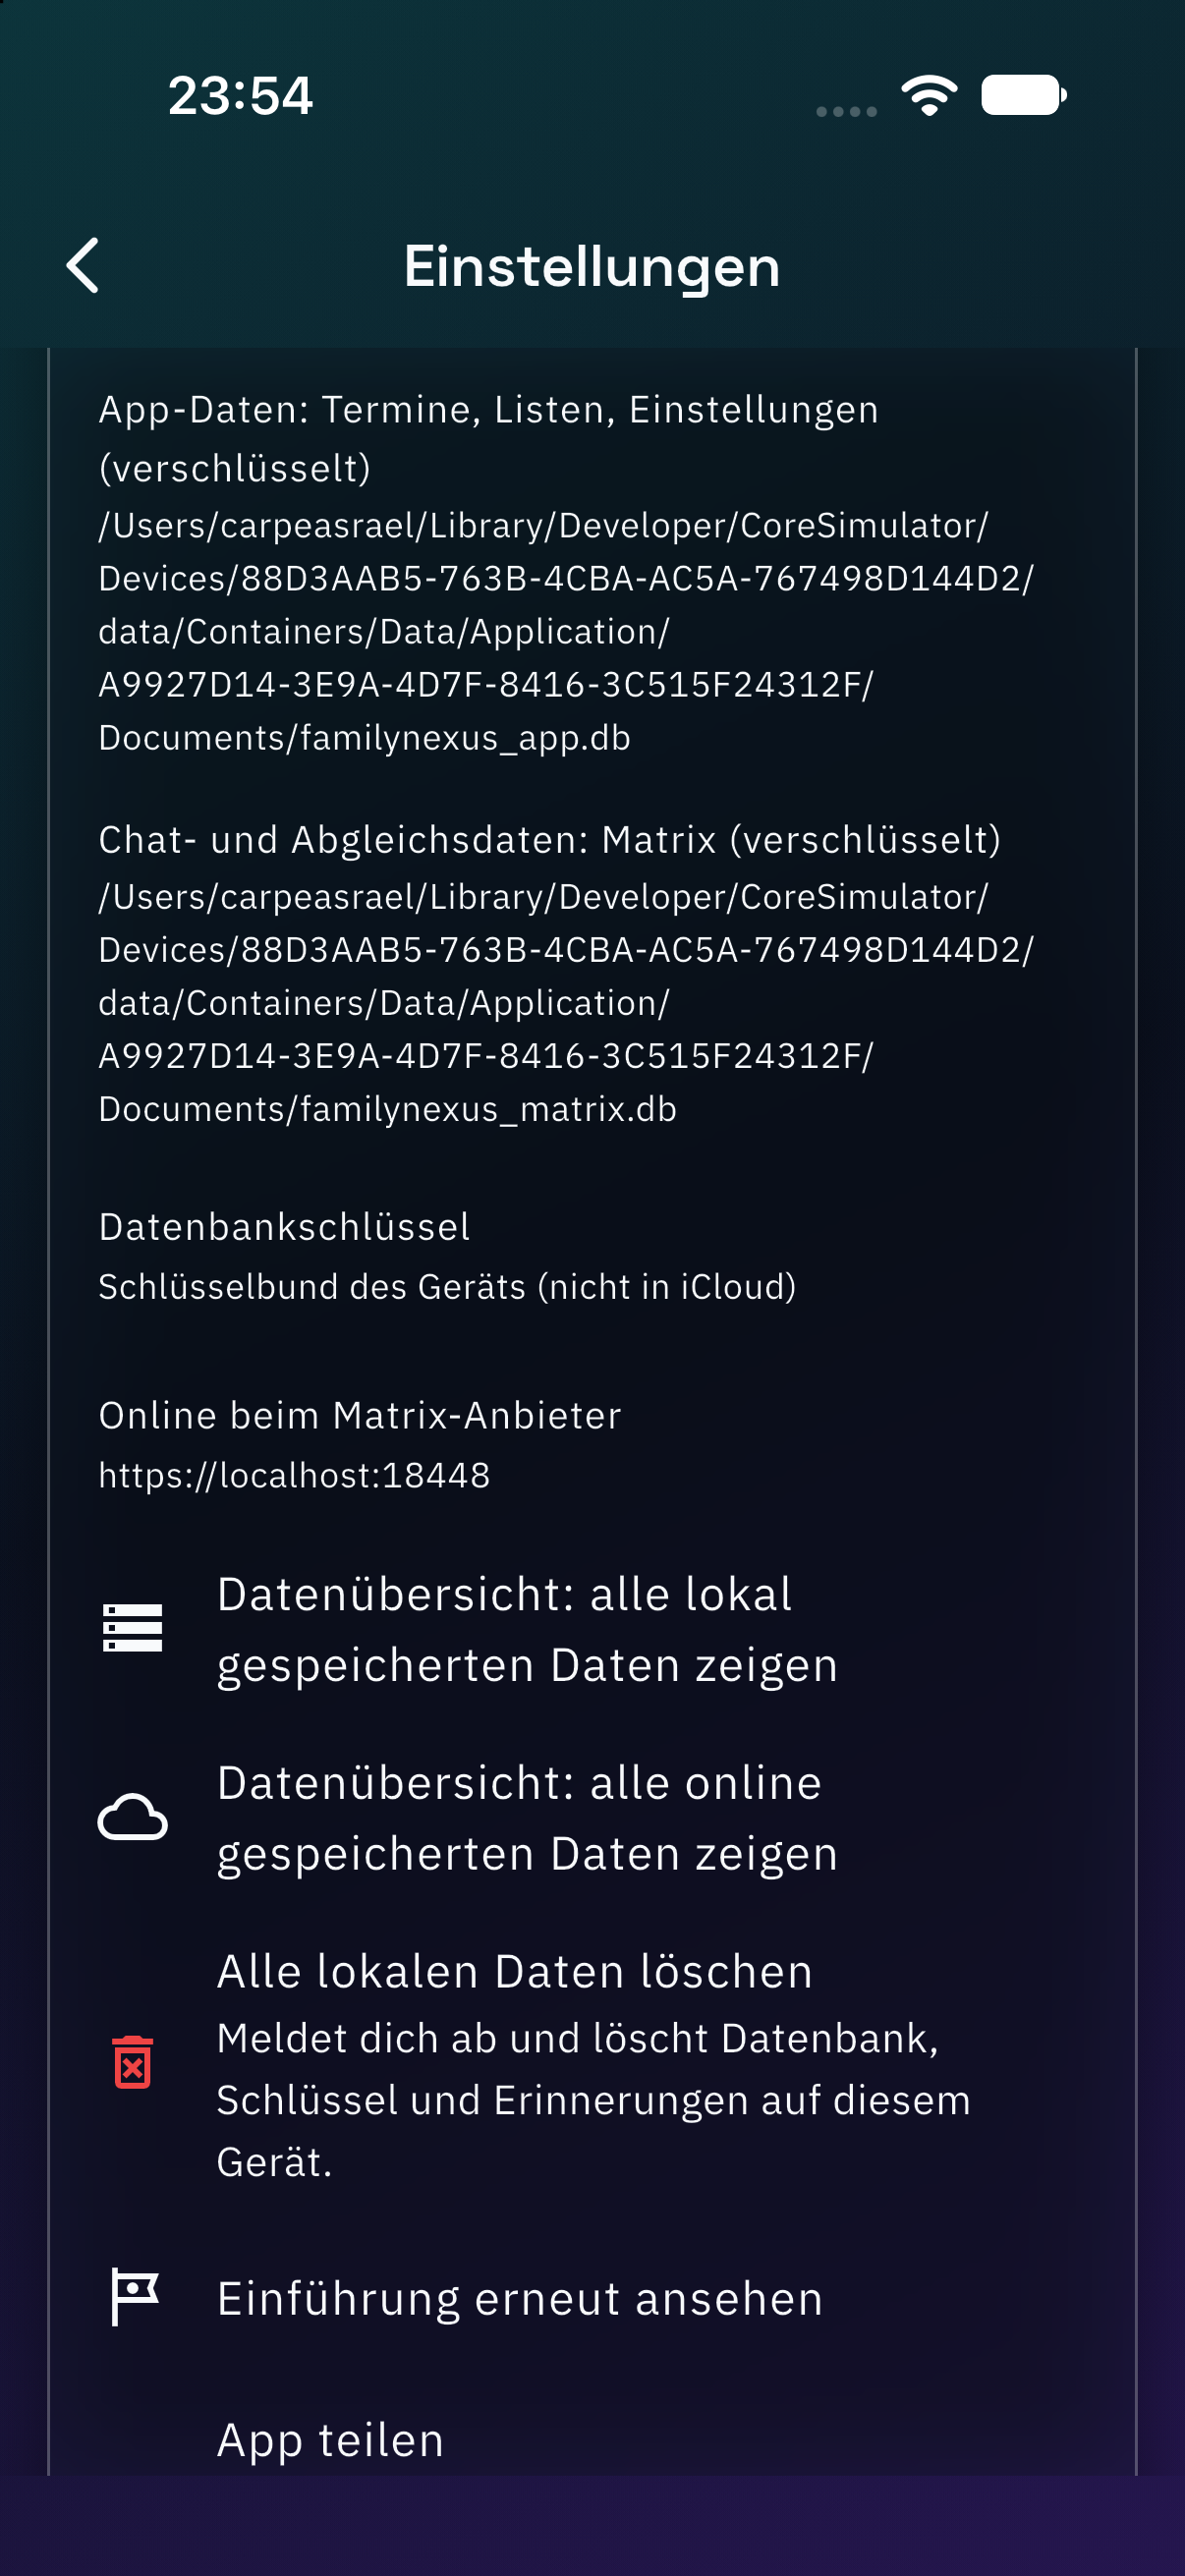 23:54
Einstellungen
App-Daten: Termine, Listen, Einstellungen
(verschlüsselt)
/Users/carpeasrael/Library/Developer/CoreSimulator/
Devices/88D3AAB5-763B-4CBA-AC5A-767498D144D2/
data/Containers/Data/Application/
A9927D14-3E9A-4D7F-8416-3C515F24312F/
Documents/familynexus_app.db
Chat- und Abgleichsdaten: Matrix (verschlüsselt)
/Users/carpeasrael/Library/Developer/CoreSimulator/
Devices/88D3AAB5-763B-4CBA-AC5A-767498D144D2/
data/Containers/Data/Application/
A9927D14-3E9A-4D7F-8416-3C515F24312F/
Documents/familynexus_matrix.db
Datenbankschlüssel
Schlüsselbund des Geräts (nicht in iCloud)
Online beim Matrix-Anbieter
https://localhost:18448
Datenübersicht: alle lokal
gespeicherten Daten zeigen
Datenübersicht: alle online
gespeicherten Daten zeigen
Alle lokalen Daten löschen
Meldet dich ab und löscht Datenbank,
Schlüssel und Erinnerungen auf diesem
Gerät.
Einführung erneut ansehen
App teilen